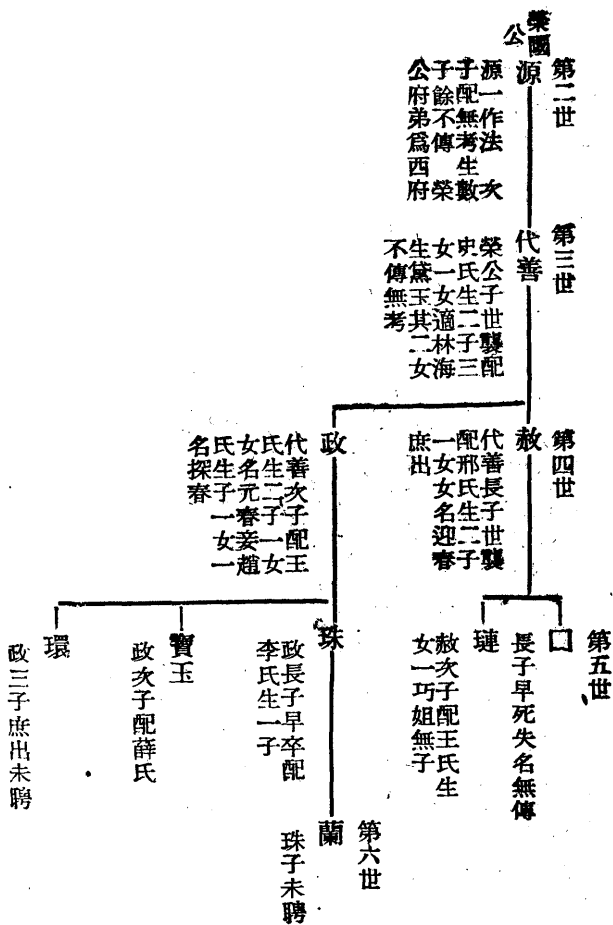 第二世
榮國
公
源
源一作法 次
子配無考生數
子餘不傳 榮
公府弟爲西府
第三世
代善
榮公子世襲配
史氏生二子三
女一女適林海
生黛玉其二女
不傳無考
第四世
赦
代善長子世襲
配邢氏生二子
一女女名迎春
庶出
政
代善次子配王
氏生二子一女
女名元春妾趙
氏生子一女一
名探春
第五世
囗
長子早死失名無傳
璉
赦次子配王氏生
女一巧姐無子
珠
政長子早卒配
李氏生一子
寶玉
政次子配薛氏
環
政三子庶出未聘
第六世
蘭
珠子未聘